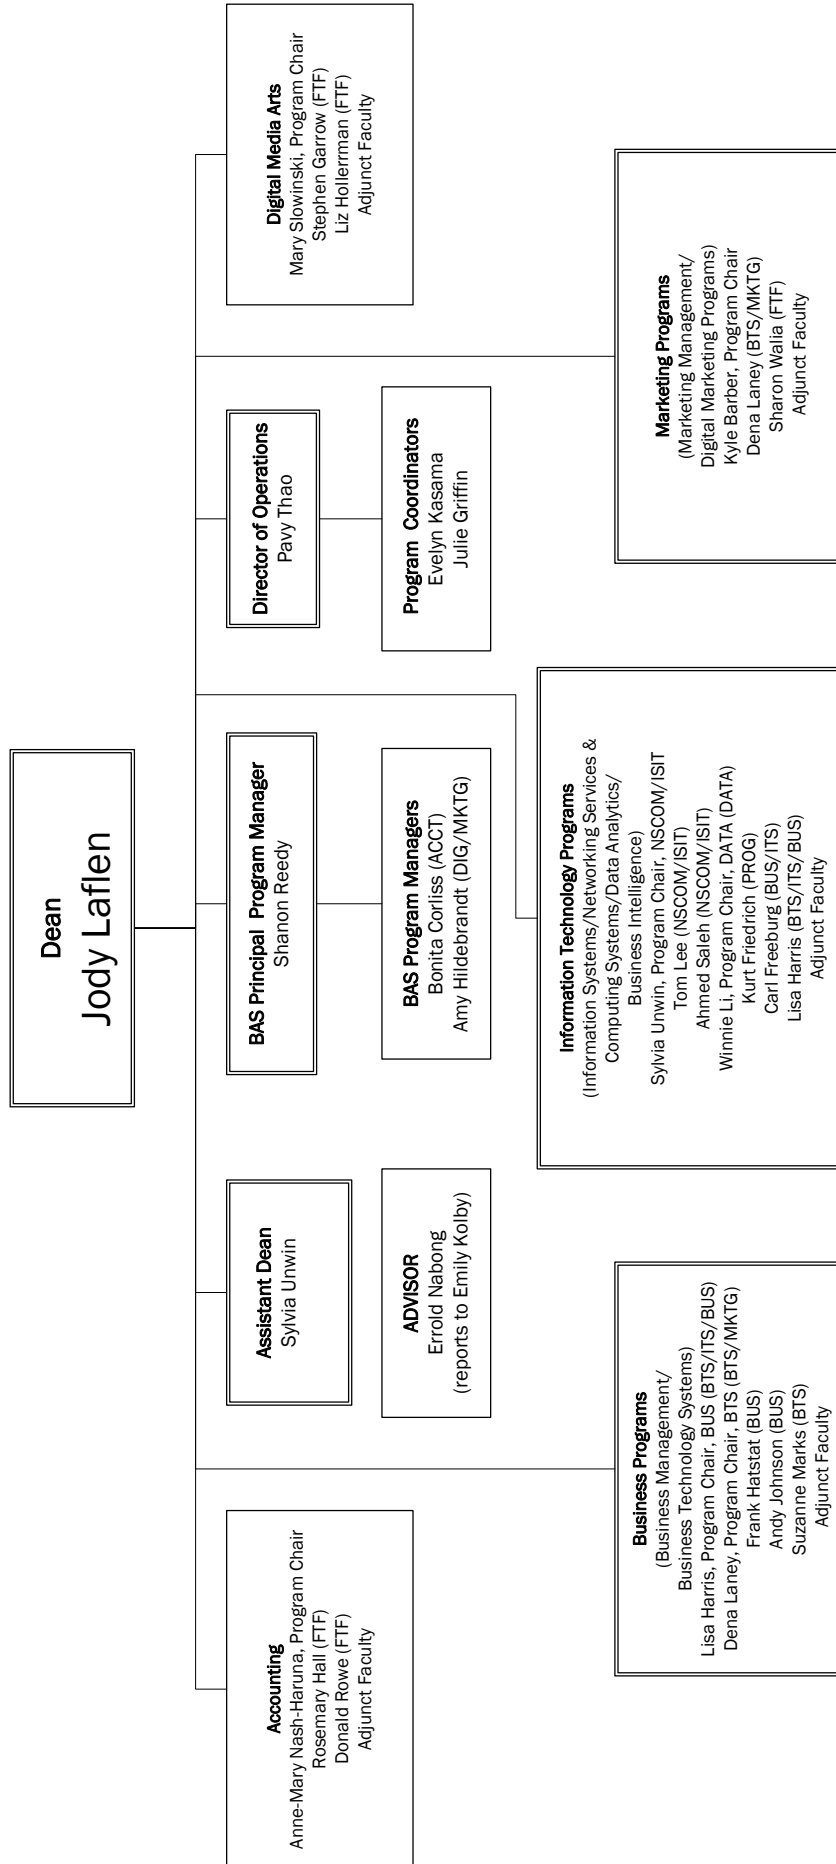 Dean
Jody Laflen
Accounting
Anne-Mary Nash-Haruna, Program Chair
Rosemary Hall (FTF)
Donald Rowe (FTF)
Adjunct Faculty
Assistant Dean
Sylvia Unwin
BAS Principal Program Manager
Shanon Reedy
Director of Operations
Pavy Thao
Digital Media Arts
Mary Slowinski, Program Chair
Stephen Garrow (FTF)
Liz Hollerrman (FTF)
Adjunct Faculty
ADVISOR
Errold Nabong
(reports to Emily Kolby)
BAS Program Managers
Bonita Corliss (ACCT)
Amy Hildebrandt (DIG/MKTG)
Program Coordinators
Evelyn Kasama
Julie Griffin
Business Programs
(Business Management/
Business Technology Systems)
Lisa Harris, Program Chair, BUS (BTS/ITS/BUS)
Dena Laney, Program Chair, BTS (BTS/MKTG)
Frank Hatstat (BUS)
Andy Johnson (BUS)
Suzanne Marks (BTS)
Adjunct Faculty
Information Technology Programs
(Information Systems/Networking Services &
Computing Systems/Data Analytics/
Business Intelligence)
Sylvia Unwin, Program Chair, NSCOM/ISIT
Tom Lee (NSCOM/ISIT)
Ahmed Saleh (NSCOM/ISIT)
Winnie Li, Program Chair, DATA (DATA)
Kurt Friedrich (PROG)
Carl Freeburg (BUS/ITS)
Lisa Harris (BTS/ITS/BUS)
Adjunct Faculty
Marketing Programs
(Marketing Management/
Digital Marketing Programs)
Kyle Barber, Program Chair
Dena Laney (BTS/MKTG)
Sharon Walia (FTF)
Adjunct Faculty